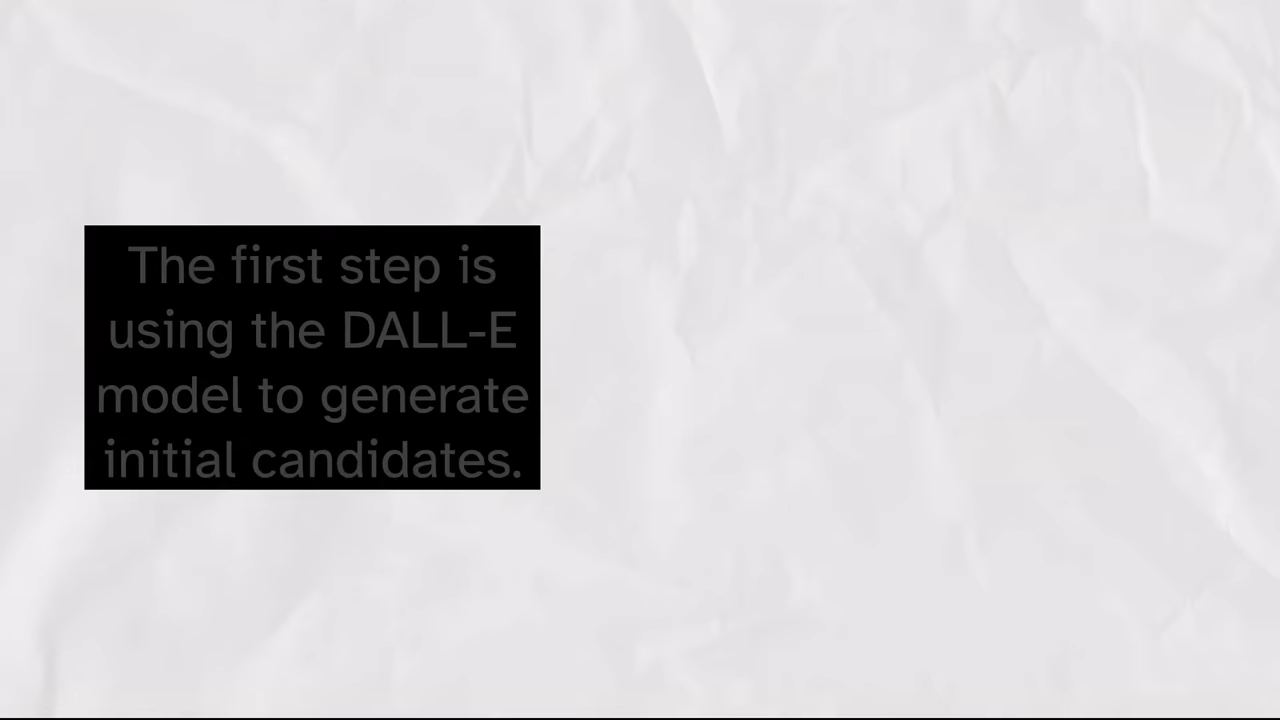 The first step is
using the DALL-E
model to generate
initial candidates.